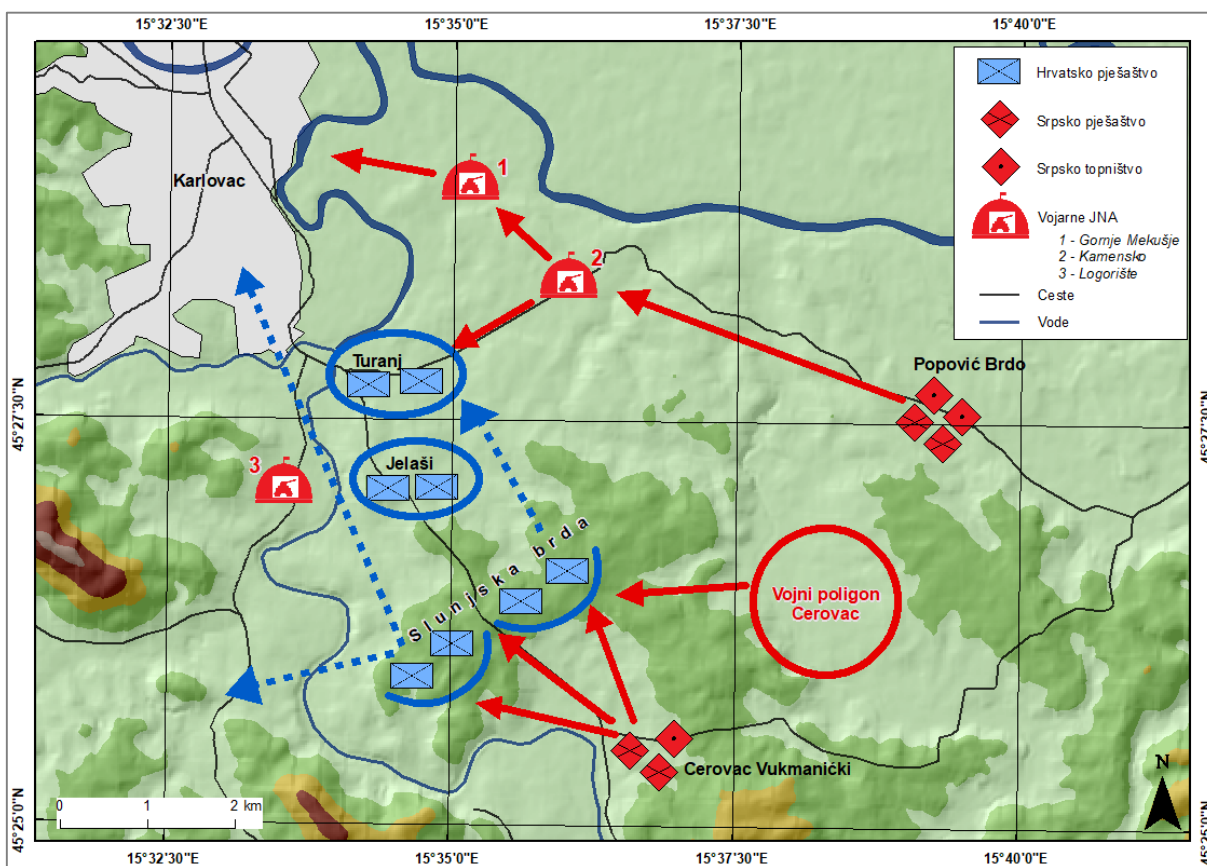 15°32'30"E
15°35'0"E
15°37'30"E
15°40'0"E
Hrvatsko pješaštvo
Srpsko pješaštvo
Srpsko topništvo
Vojarne JNA
1 - Gornje Mekušje
2 - Kamensko
3 - Logorište
Ceste
Vode
Karlovac
1
2
Turanj
Popović Brdo
45°27'30"N
45°27'30"N
3
Jelaši
Slunjska brda
Vojni poligon
Cerovac
Cerovac Vukmanićki
N
0 1 2 km
45°25'0"N
45°25'0"N
15°32'30"E
15°35'0"E
15°37'30"E
15°40'0"E